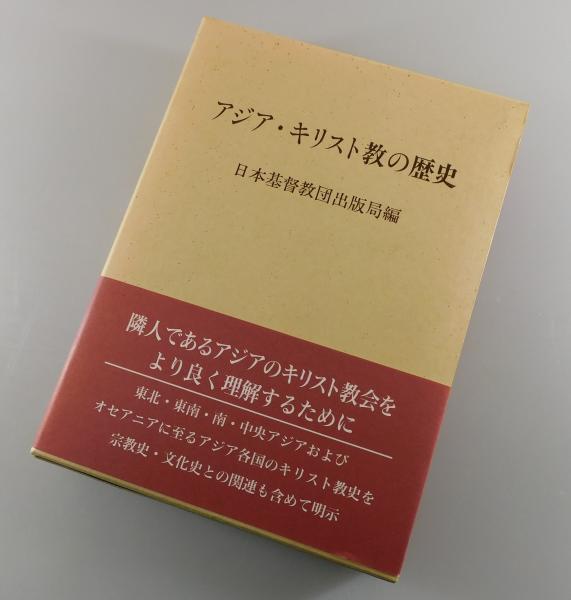 アジア・キリスト教の歴史
日本基督教団出版局編
隣人であるアジアのキリスト教会を
より良く理解するために
東北・東南・南・中央アジアおよび
オセアニアに至るアジア各国のキリスト教史を
宗教史・文化史との関連も含めて明示